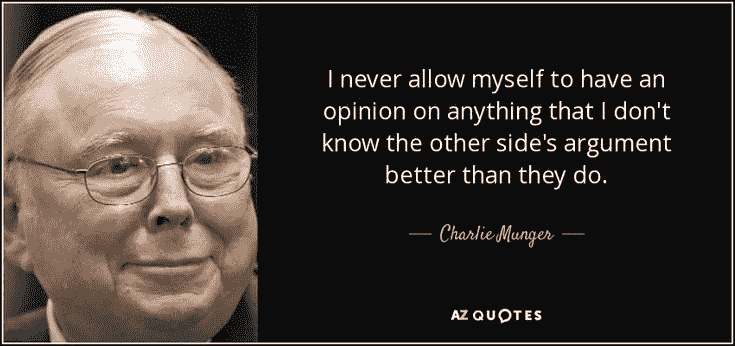 I never allow myself to have an
opinion on anything that I don't
know the other side's argument
better than they do.
Charlie Munger
AZ QUOTES